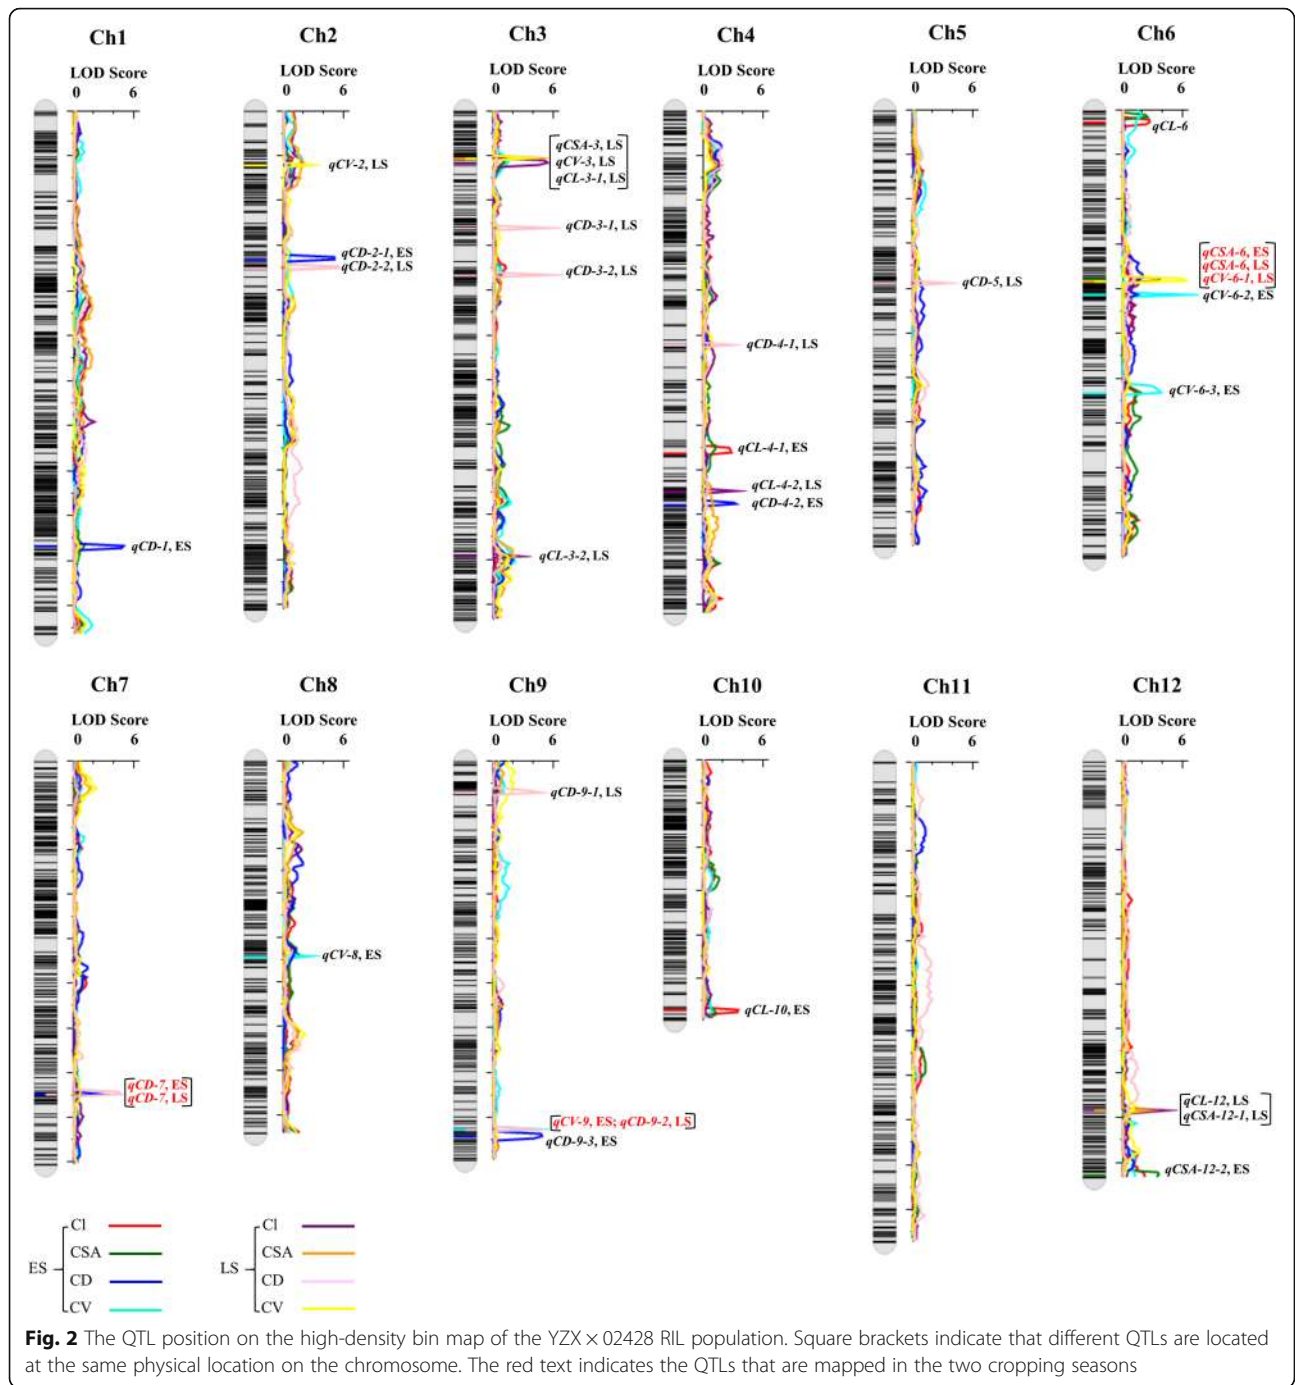 Ch1
LOD Score
0 6
qCD-1, ES
Ch2
LOD Score
0 6
qCV-2, LS
qCD-2-1, ES
qCD-2-2, LS
Ch3
LOD Score
0 6
qCSA-3, LS
qCV-3, LS
qCL-3-1, LS
qCD-3-1, LS
qCD-3-2, LS
qCL-3-2, LS
Ch4
LOD Score
0 6
qCD-4-1, LS
qCL-4-1, ES
qCL-4-2, LS
qCD-4-2, ES
Ch5
LOD Score
0 6
qCD-5, LS
Ch6
LOD Score
0 6
qCL-6
qCSA-6, ES
qCSA-6, LS
qCV-6-1, LS
qCV-6-2, ES
qCV-6-3, ES
Ch7
LOD Score
0 6
qCD-7, ES
qCD-7, LS
Ch8
LOD Score
0 6
qCV-8, ES
Ch9
LOD Score
0 6
qCD-9-1, LS
qCV-9, ES; qCD-9-2, LS
qCD-9-3, ES
Ch10
LOD Score
0 6
qCL-10, ES
Ch11
LOD Score
0 6
Ch12
LOD Score
0 6
qCL-12, LS
qCSA-12-1, LS
qCSA-12-2, ES
ES
Cl
CSA
CD
CV
LS
Cl
CSA
CD
CV
Fig. 2 The QTL position on the high-density bin map of the YZX × 02428 RIL population. Square brackets indicate that different QTLs are located
at the same physical location on the chromosome. The red text indicates the QTLs that are mapped in the two cropping seasons